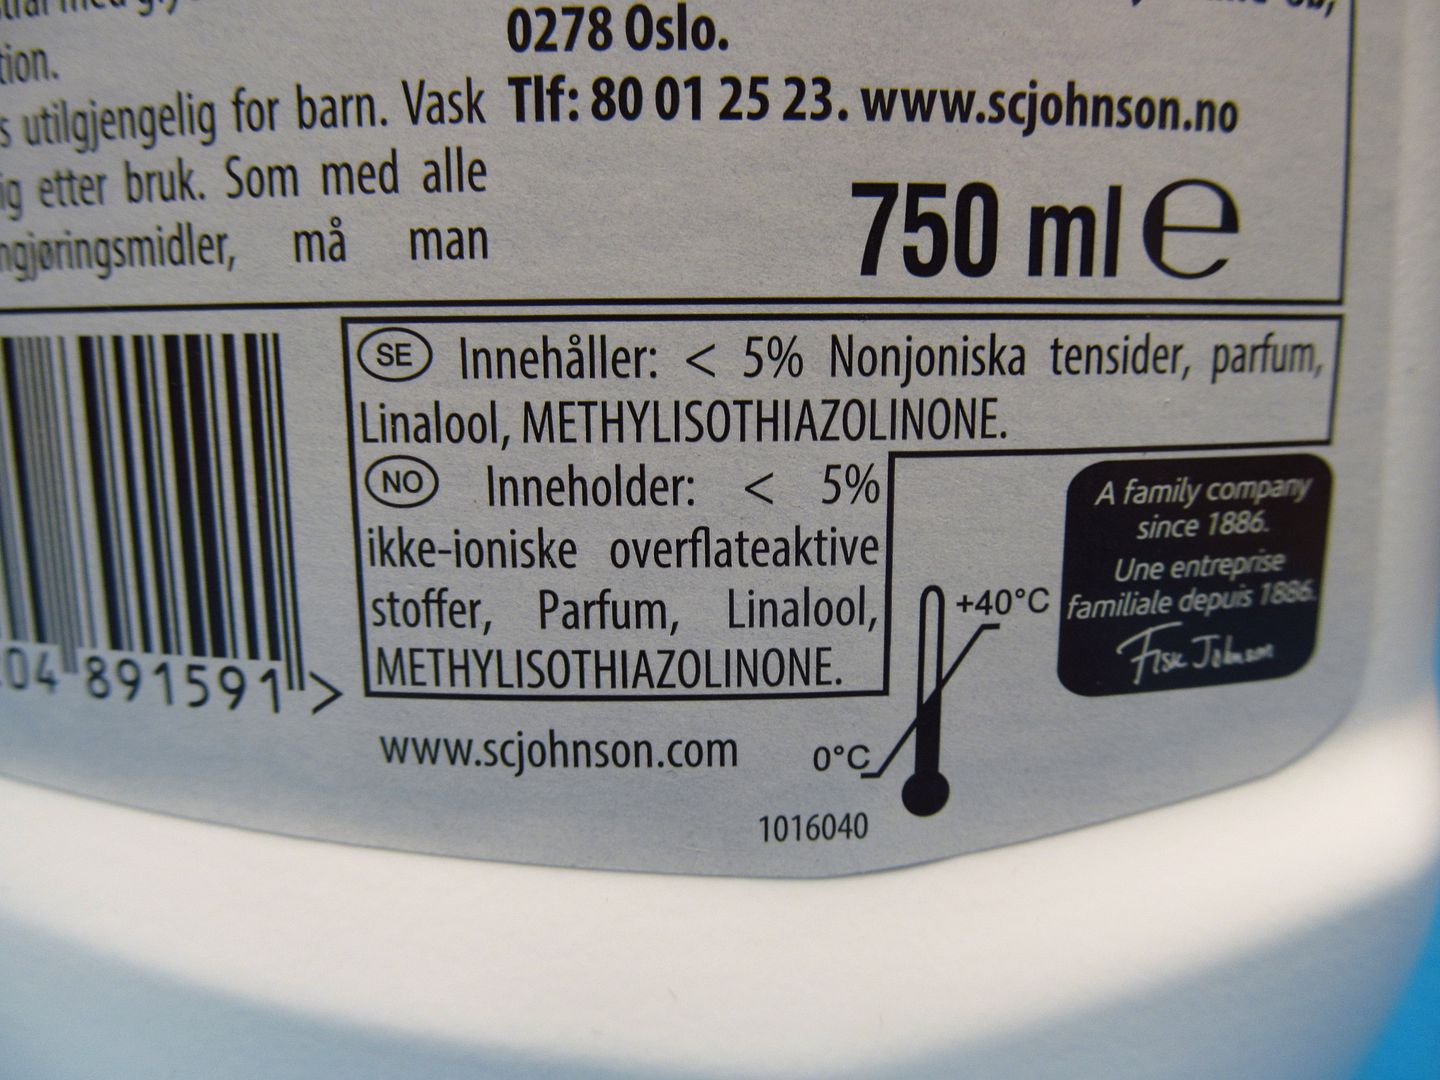 tion.
utilgjengelig for barn. Vask
etter bruk. Som med alle
må man
0278 Oslo.
Tlf: 80 01 25 23. www.scjohnson.no
750 ml e
SE Innehåller: < 5% Nonjoniska tensider, parfum,
Linalool, METHYLISOTHIAZOLINONE.
NO Inneholder: < 5%
ikke-ioniske overflateaktive
stoffer, Parfum, Linalool,
METHYLISOTHIAZOLINONE.
04 891591 >
www.scjohnson.com
+40°C
0°C
1016040
A family company
since 1886.
Une entreprise
familiale depuis 1886.
Fisk Johnson